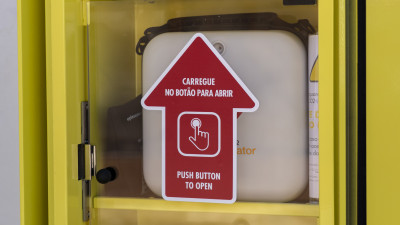 CARREGUE
NO BOTÃO PARA ABRIR
PUSH BUTTON
TO OPEN